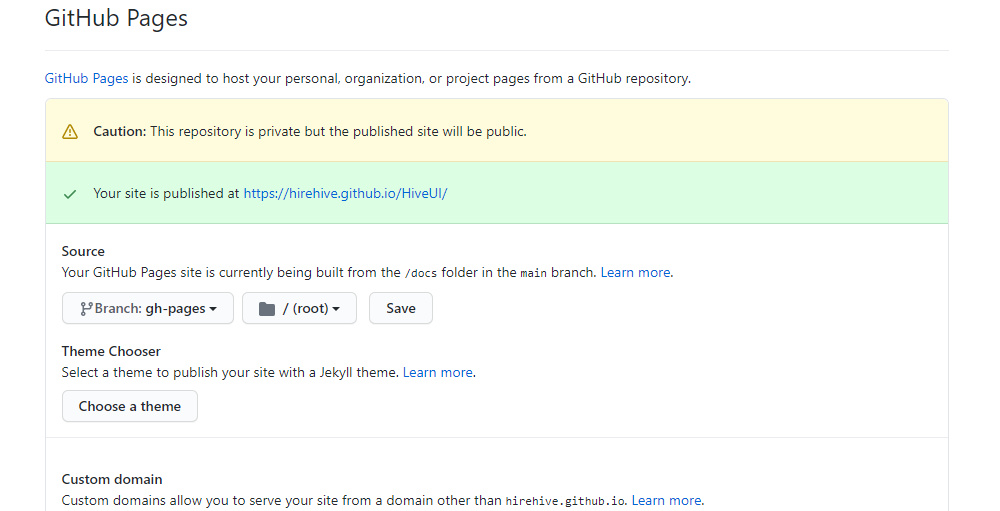 GitHub Pages
GitHub Pages is designed to host your personal, organization, or project pages from a GitHub repository.
Caution: This repository is private but the published site will be public.
Your site is published at https://hirehive.github.io/HiveUI/
Source
Your GitHub Pages site is currently being built from the /docs folder in the main branch. Learn more.
Branch: gh-pages / (root) Save
Theme Chooser
Select a theme to publish your site with a Jekyll theme. Learn more.
Choose a theme
Custom domain
Custom domains allow you to serve your site from a domain other than hirehive.github.io. Learn more.